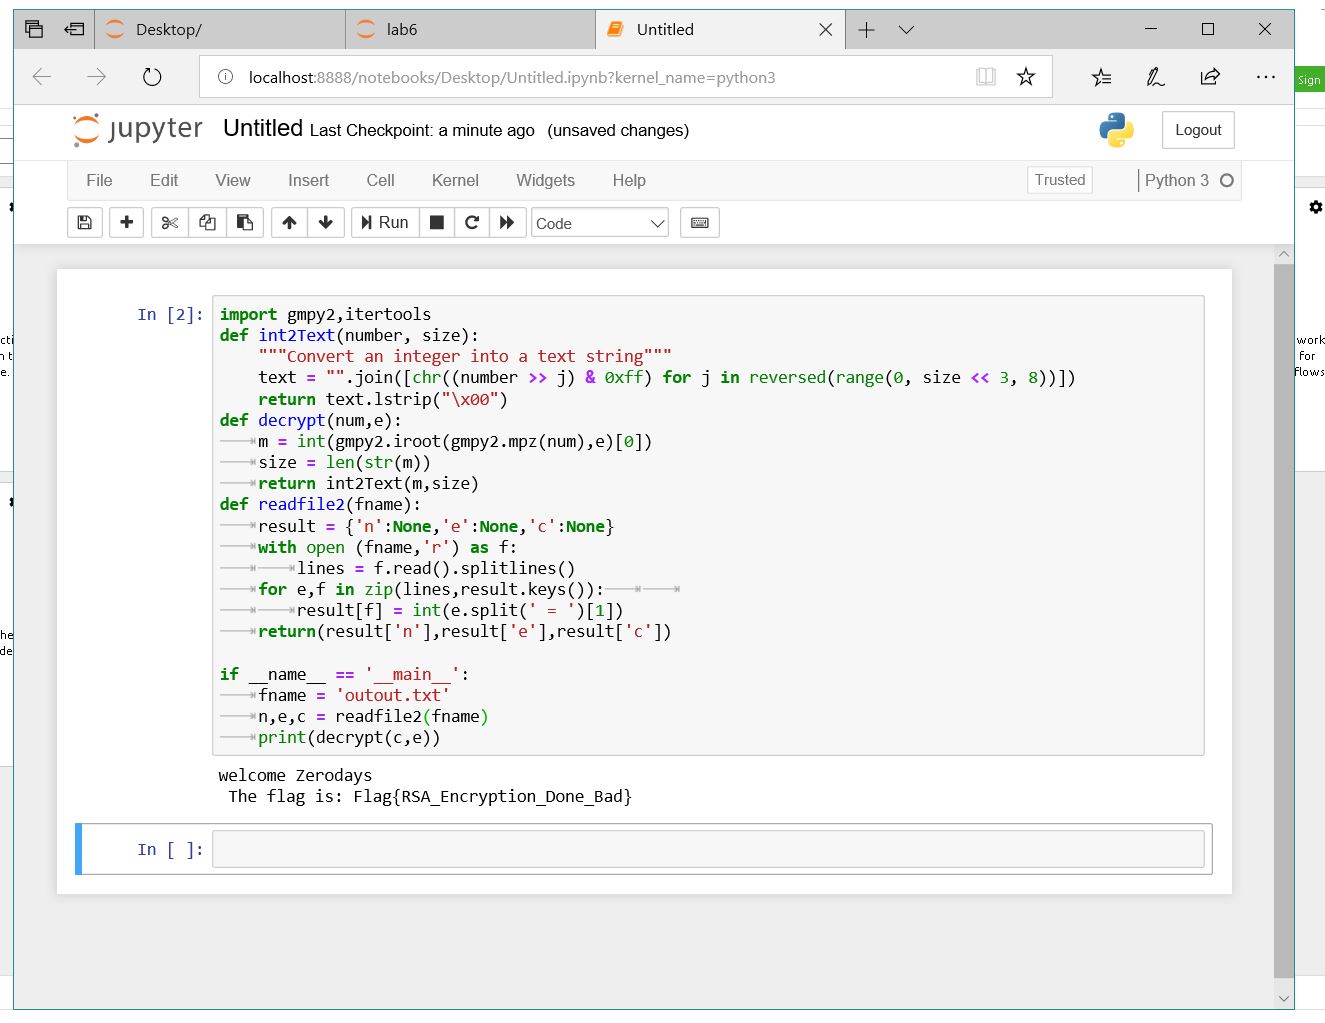 Desktop/
lab6
Untitled
localhost:8888/notebooks/Desktop/Untitled.ipynb?kernel_name=python3
Sign
jupyter Untitled Last Checkpoint: a minute ago (unsaved changes)
Logout
File Edit View Insert Cell Kernel Widgets Help
Trusted
Python 3
Run
Code
In [2]:
import gmpy2,itertools
def int2Text(number, size):
    """Convert an integer into a text string"""
    text = "".join([chr((number >> j) & 0xff) for j in reversed(range(0, size << 3, 8))])
    return text.lstrip("\x00")
def decrypt(num,e):
    m = int(gmpy2.iroot(gmpy2.mpz(num),e)[0])
    size = len(str(m))
    return int2Text(m,size)
def readfile2(fname):
    result = {'n':None,'e':None,'c':None}
    with open (fname,'r') as f:
        lines = f.read().splitlines()
    for e,f in zip(lines,result.keys()):
        result[f] = int(e.split(' = ')[1])
    return(result['n'],result['e'],result['c'])
if __name__ == '__main__':
    fname = 'outout.txt'
    n,e,c = readfile2(fname)
    print(decrypt(c,e))
welcome Zerodays
 The flag is: Flag{RSA_Encryption_Done_Bad}
In [ ]:
work
for
flows